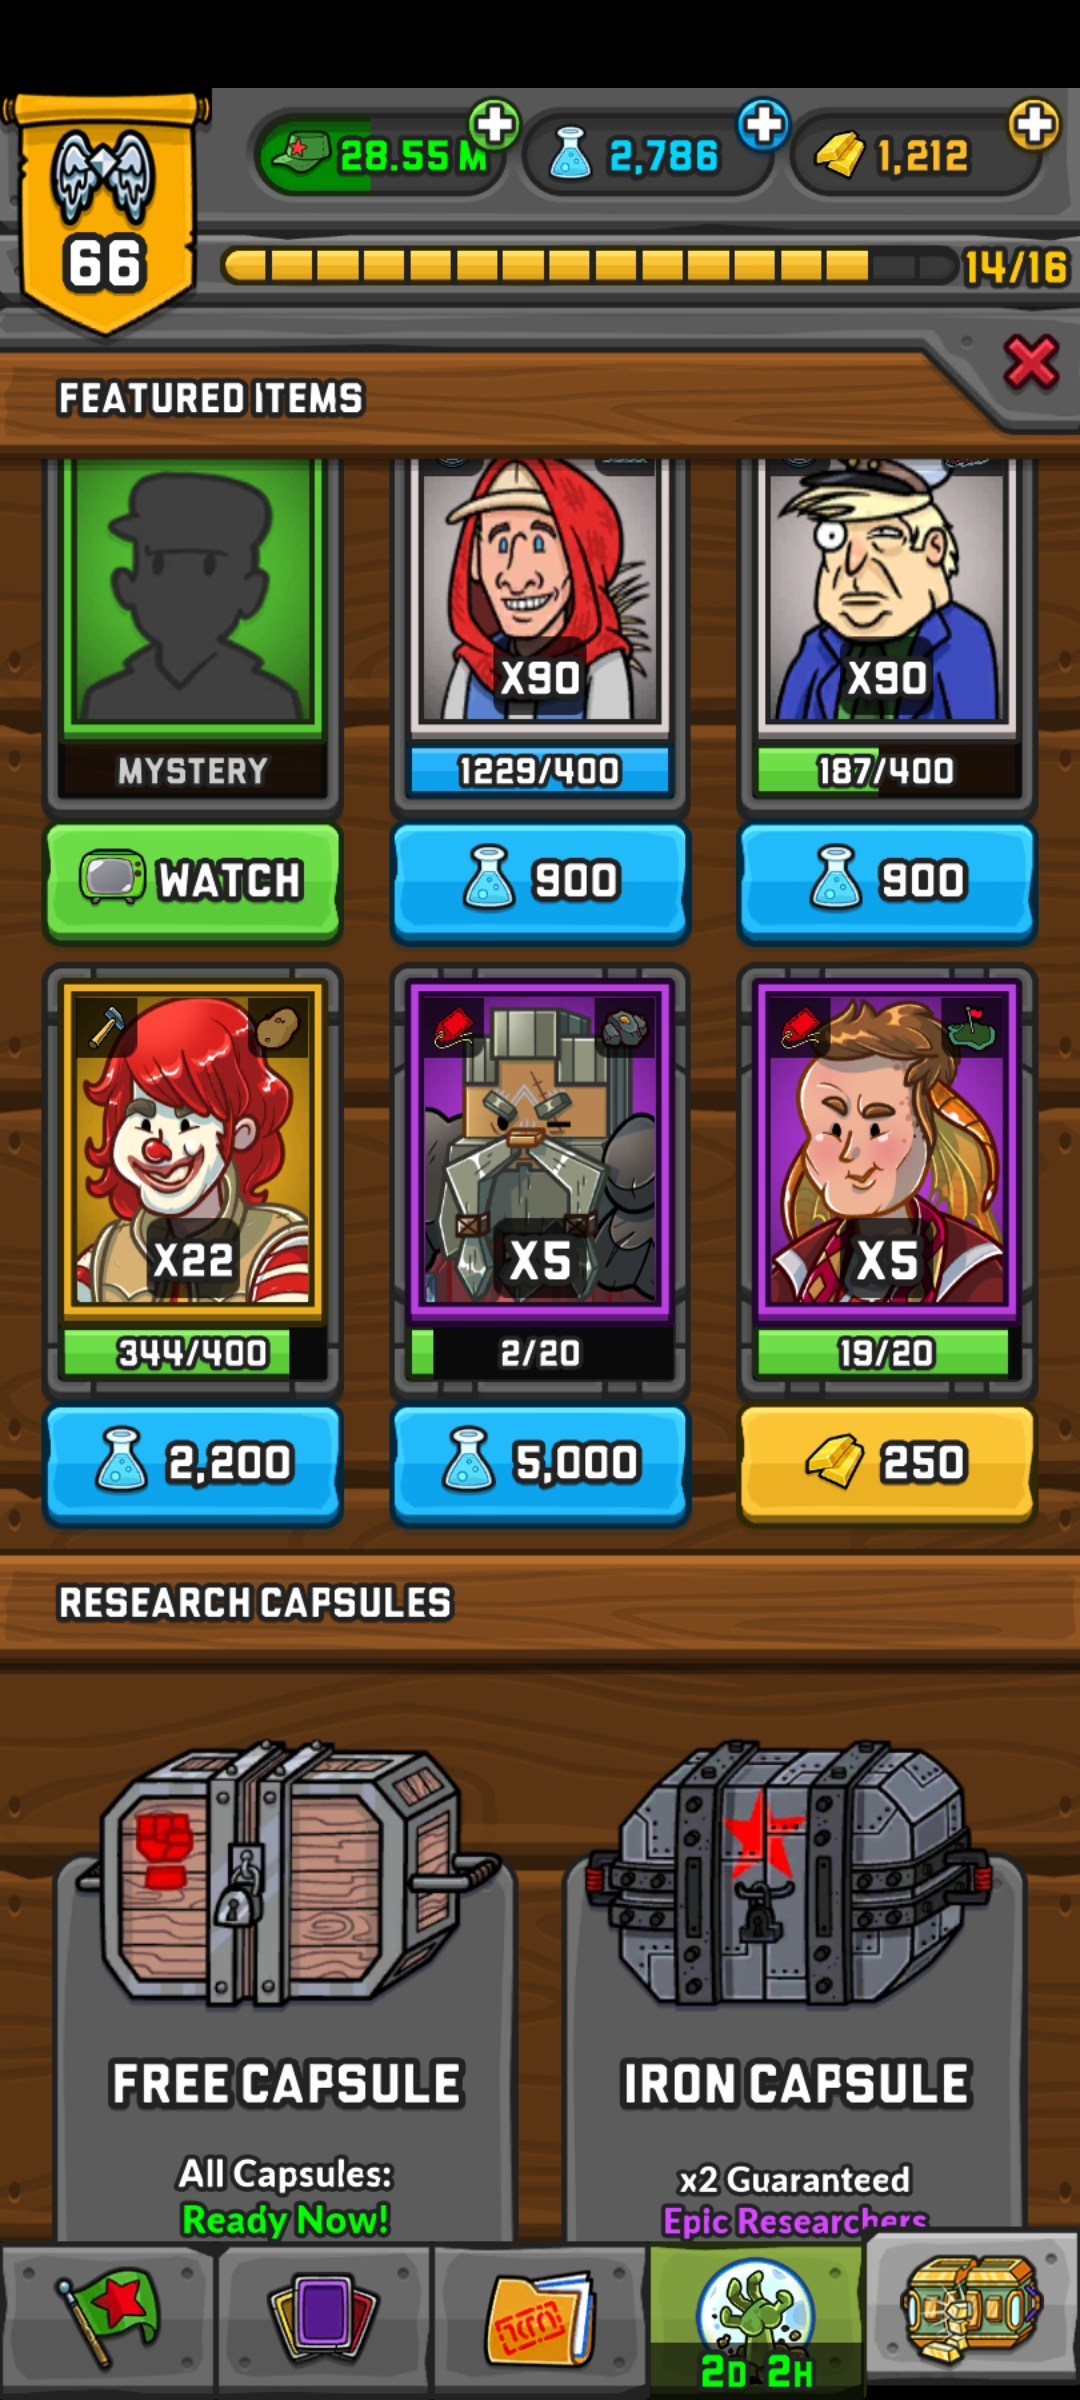 28.55 M
2,786
1,212
66
14/16
FEATURED ITEMS
MYSTERY
X90
1229/400
X90
187/400
WATCH
900
900
X22
344/400
X5
2/20
X5
19/20
2,200
5,000
250
RESEARCH CAPSULES
FREE CAPSULE
IRON CAPSULE
All Capsules:
Ready Now!
x2 Guaranteed
Epic Researchers
2D 2H